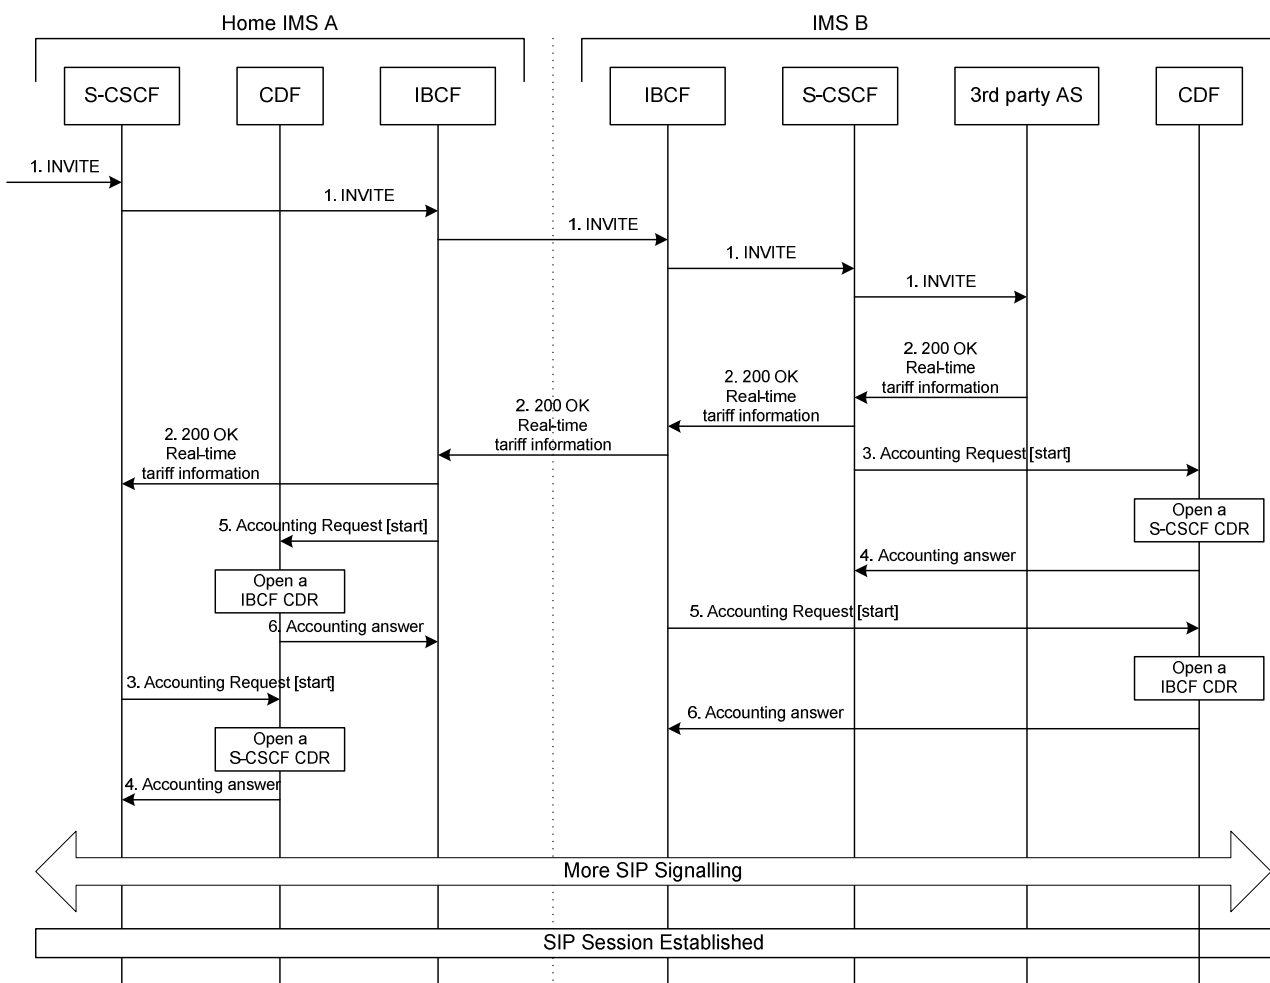 Home IMS A
IMS B
S-CSCF
CDF
IBCF
IBCF
S-CSCF
3rd party AS
CDF
1. INVITE
1. INVITE
1. INVITE
1. INVITE
1. INVITE
2. 200 OK
Real-time
tariff information
2. 200 OK
Real-time
tariff information
2. 200 OK
Real-time
tariff information
2. 200 OK
Real-time
tariff information
3. Accounting Request [start]
Open a
S-CSCF CDR
5. Accounting Request [start]
4. Accounting answer
Open a
IBCF CDR
5. Accounting Request [start]
6. Accounting answer
Open a
IBCF CDR
3. Accounting Request [start]
6. Accounting answer
Open a
S-CSCF CDR
4. Accounting answer
More SIP Signalling
SIP Session Established